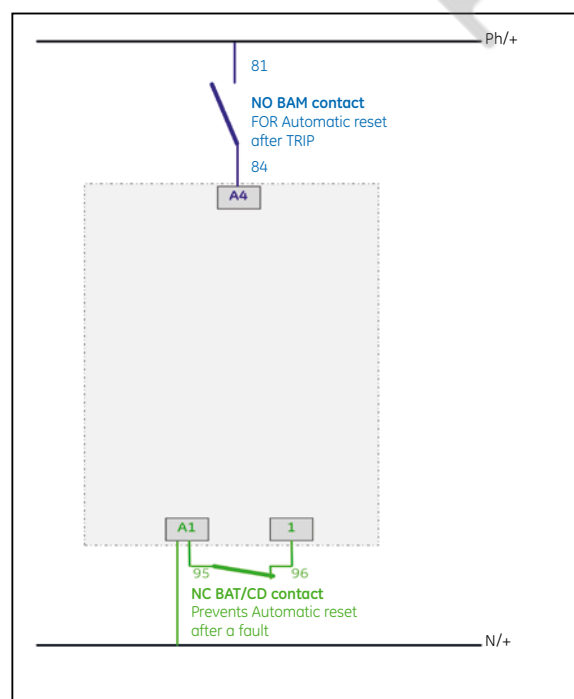 Ph/+
81
NO BAM contact
FOR Automatic reset
after TRIP
84
A4
A1
1
95
96
NC BAT/CD contact
Prevents Automatic reset
after a fault
N/+